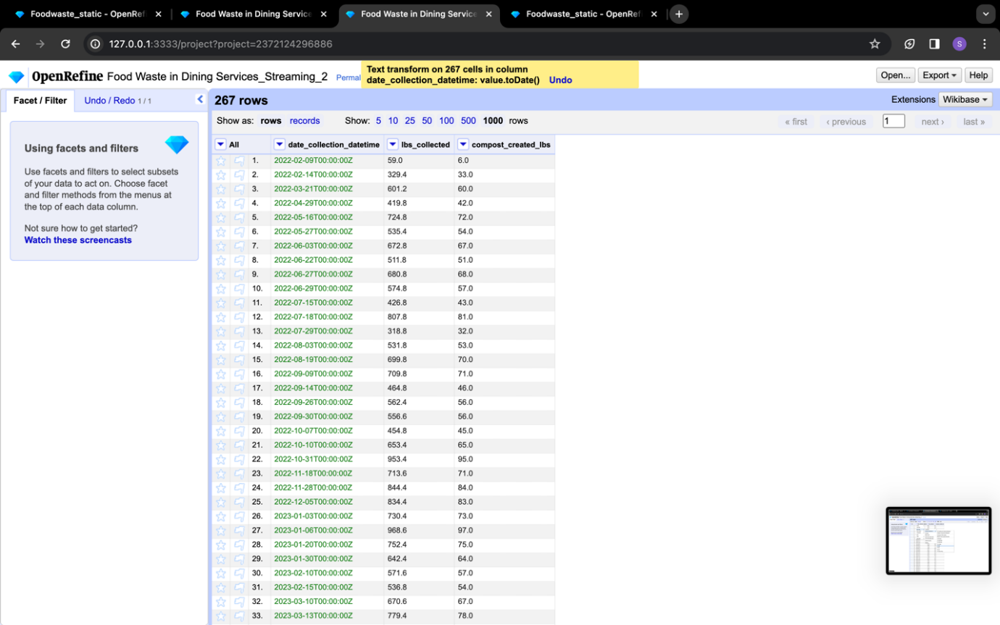 Foodwaste_static - OpenRef
Food Waste in Dining Service
Food Waste in Dining Service
Foodwaste_static - OpenRef
127.0.0.1:3333/project?project=2372124296886
S
OpenRefine Food Waste in Dining Services_Streaming_2 Permal
Text transform on 267 cells in column
date_collection_datetime: value.toDate() Undo
Open... Export Help
Facet / Filter Undo / Redo 1 / 1
267 rows
Extensions Wikibase
Show as: rows records Show: 5 10 25 50 100 500 1000 rows
« first ‹ previous 1 next › last »
Using facets and filters
Use facets and filters to select subsets
of your data to act on. Choose facet
and filter methods from the menus at
the top of each data column.
Not sure how to get started?
Watch these screencasts
All date_collection_datetime lbs_collected compost_created_lbs
1. 2022-02-09T00:00:00Z 59.0 6.0
2. 2022-02-14T00:00:00Z 329.4 33.0
3. 2022-03-21T00:00:00Z 601.2 60.0
4. 2022-04-29T00:00:00Z 419.8 42.0
5. 2022-05-16T00:00:00Z 724.8 72.0
6. 2022-05-27T00:00:00Z 535.4 54.0
7. 2022-06-03T00:00:00Z 672.8 67.0
8. 2022-06-22T00:00:00Z 511.8 51.0
9. 2022-06-27T00:00:00Z 680.8 68.0
10. 2022-06-29T00:00:00Z 574.8 57.0
11. 2022-07-15T00:00:00Z 426.8 43.0
12. 2022-07-18T00:00:00Z 807.8 81.0
13. 2022-07-29T00:00:00Z 318.8 32.0
14. 2022-08-03T00:00:00Z 531.8 53.0
15. 2022-08-19T00:00:00Z 699.8 70.0
16. 2022-09-09T00:00:00Z 709.8 71.0
17. 2022-09-14T00:00:00Z 464.8 46.0
18. 2022-09-26T00:00:00Z 562.4 56.0
19. 2022-09-30T00:00:00Z 556.6 56.0
20. 2022-10-07T00:00:00Z 454.8 45.0
21. 2022-10-10T00:00:00Z 653.4 65.0
22. 2022-10-31T00:00:00Z 953.4 95.0
23. 2022-11-18T00:00:00Z 713.6 71.0
24. 2022-11-28T00:00:00Z 844.4 84.0
25. 2022-12-05T00:00:00Z 834.4 83.0
26. 2023-01-03T00:00:00Z 730.4 73.0
27. 2023-01-06T00:00:00Z 969.6 97.0
28. 2023-01-20T00:00:00Z 752.4 75.0
29. 2023-01-30T00:00:00Z 642.4 64.0
30. 2023-02-10T00:00:00Z 571.6 57.0
31. 2023-02-15T00:00:00Z 536.8 54.0
32. 2023-03-10T00:00:00Z 670.6 67.0
33. 2023-03-13T00:00:00Z 779.4 78.0